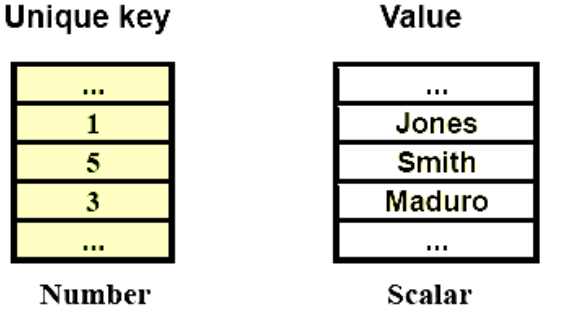 Unique key Value
... ...
1 Jones
5 Smith
3 Maduro
... ...
Number Scalar